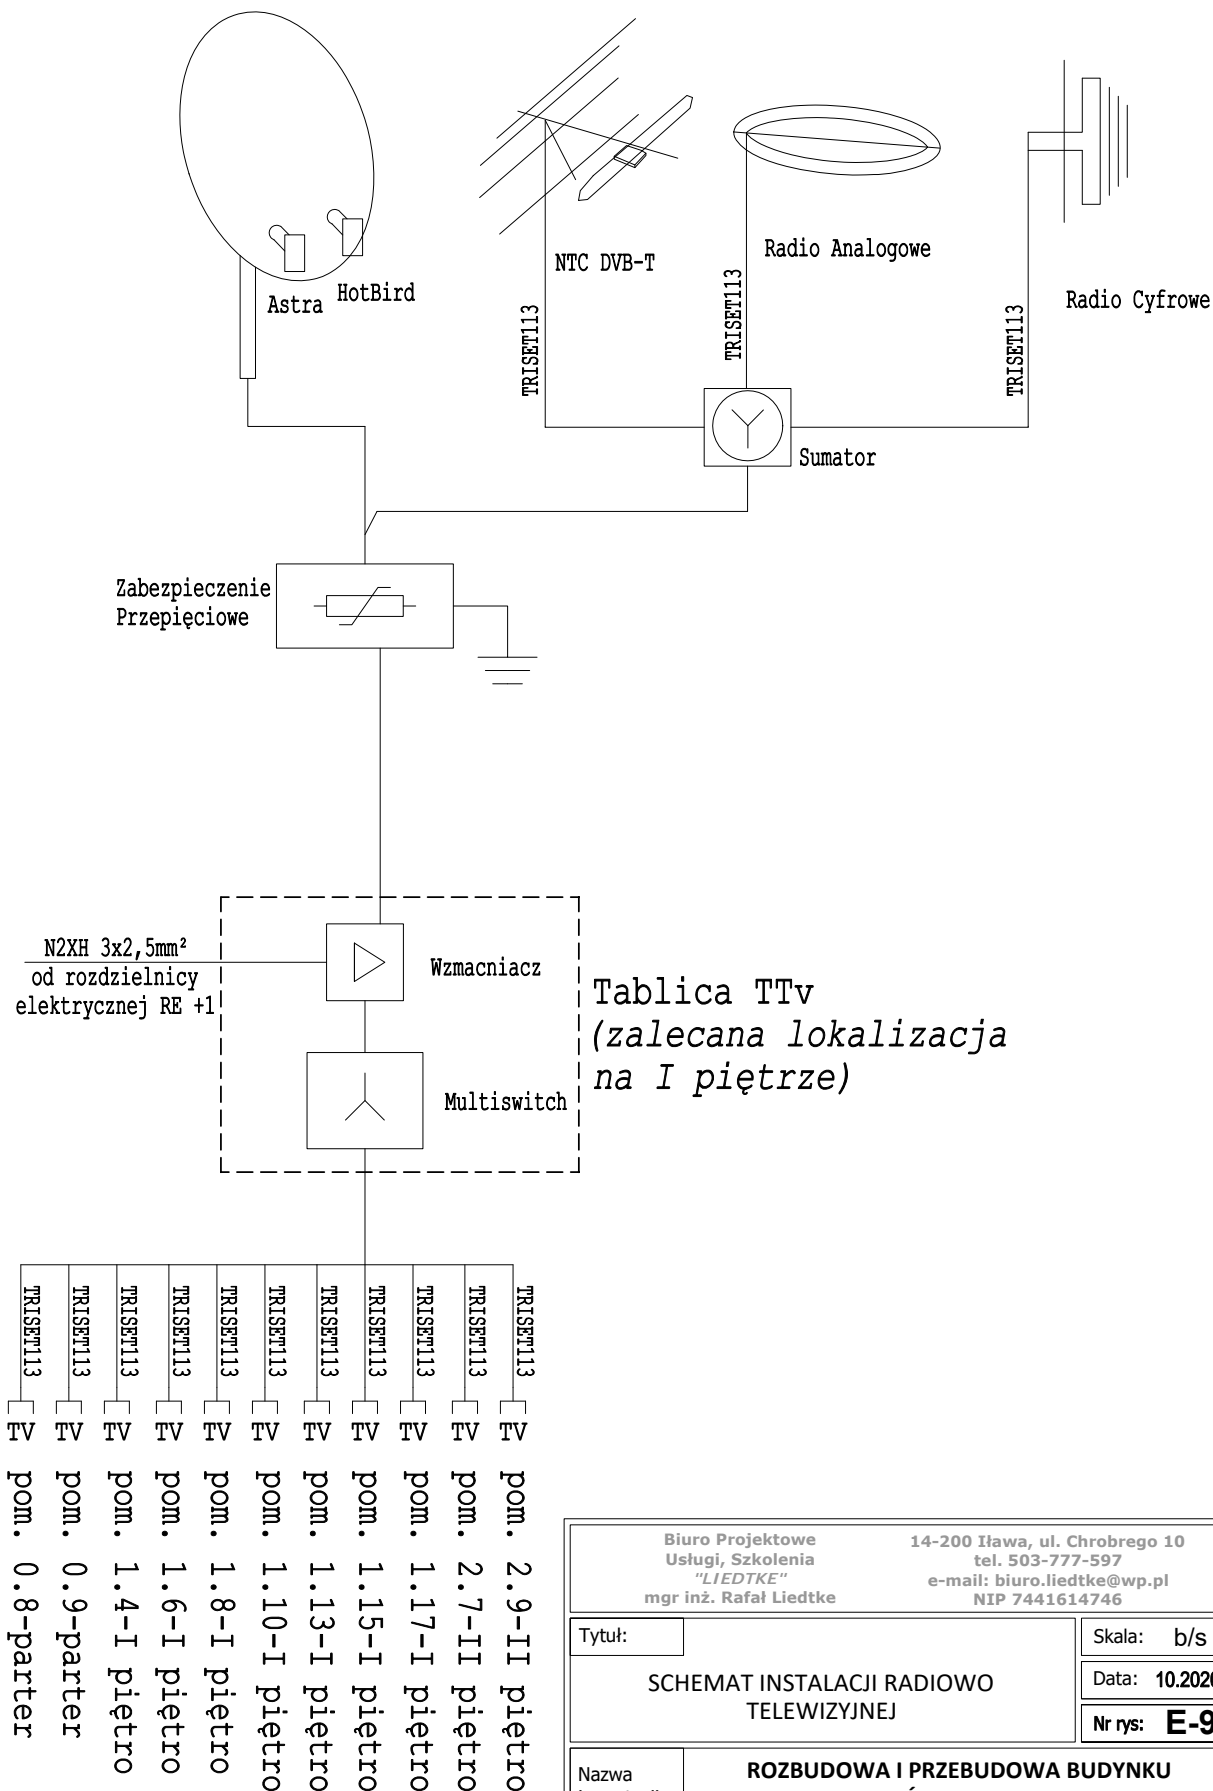 Astra
HotBird
NTC DVB-T
Radio Analogowe
Radio Cyfrowe
TRISET113
TRISET113
TRISET113
Sumator
Zabezpieczenie
Przepięciowe
N2XH 3x2,5mm²
od rozdzielnicy
elektrycznej RE +1
Wzmacniacz
Multiswitch
Tablica TTv
(zalecana lokalizacja
na I piętrze)
TRISET113
TRISET113
TRISET113
TRISET113
TRISET113
TRISET113
TRISET113
TRISET113
TRISET113
TRISET113
TRISET113
TV pom. 0.8-parter
TV pom. 0.9-parter
TV pom. 1.4-I piętro
TV pom. 1.6-I piętro
TV pom. 1.8-I piętro
TV pom. 1.10-I piętro
TV pom. 1.13-I piętro
TV pom. 1.15-I piętro
TV pom. 1.17-I piętro
TV pom. 2.7-II piętro
TV pom. 2.9-II piętro
Biuro Projektowe
Usługi, Szkolenia
"LIEDTKE"
mgr inż. Rafał Liedtke
14-200 Iława, ul. Chrobrego 10
tel. 503-777-597
e-mail: biuro.liedtke@wp.pl
NIP 7441614746
Tytuł:
SCHEMAT INSTALACJI RADIOWO
TELEWIZYJNEJ
Skala: b/s
Data: 10.2020
Nr rys: E-9
Nazwa
ROZBUDOWA I PRZEBUDOWA BUDYNKU